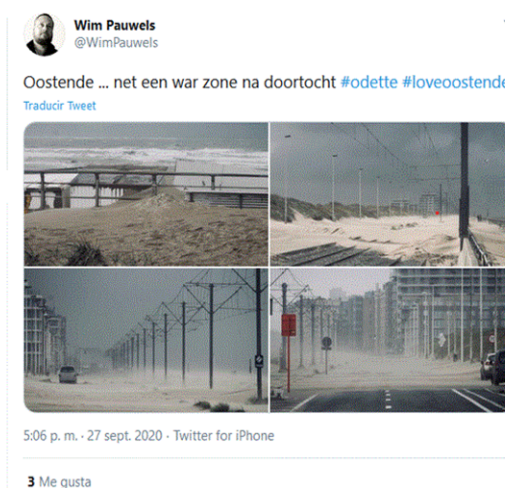 Wim Pauwels
@WimPauwels
Oostende ... net een war zone na doortocht #odette #loveoostende
Traducir Tweet
5:06 p. m. · 27 sept. 2020 · Twitter for iPhone
3 Me gusta